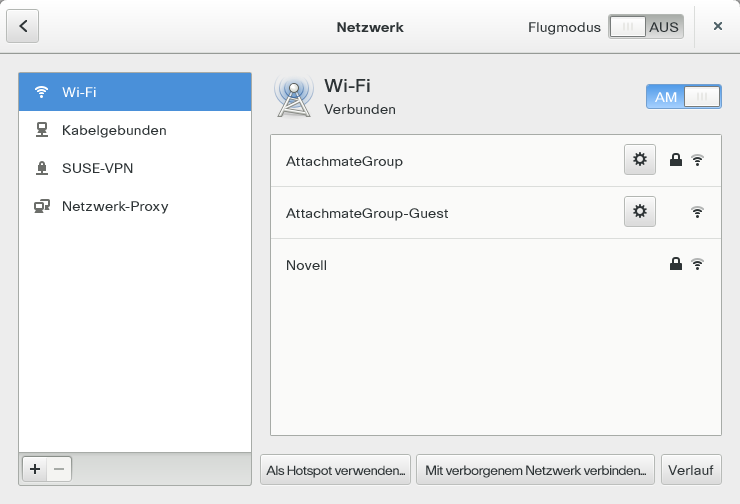 Netzwerk
Flugmodus AUS
Wi-Fi
Kabelgebunden
SUSE-VPN
Netzwerk-Proxy
Wi-Fi
Verbunden
AM
AttachmateGroup
AttachmateGroup-Guest
Novell
Als Hotspot verwenden...
Mit verborgenem Netzwerk verbinden...
Verlauf